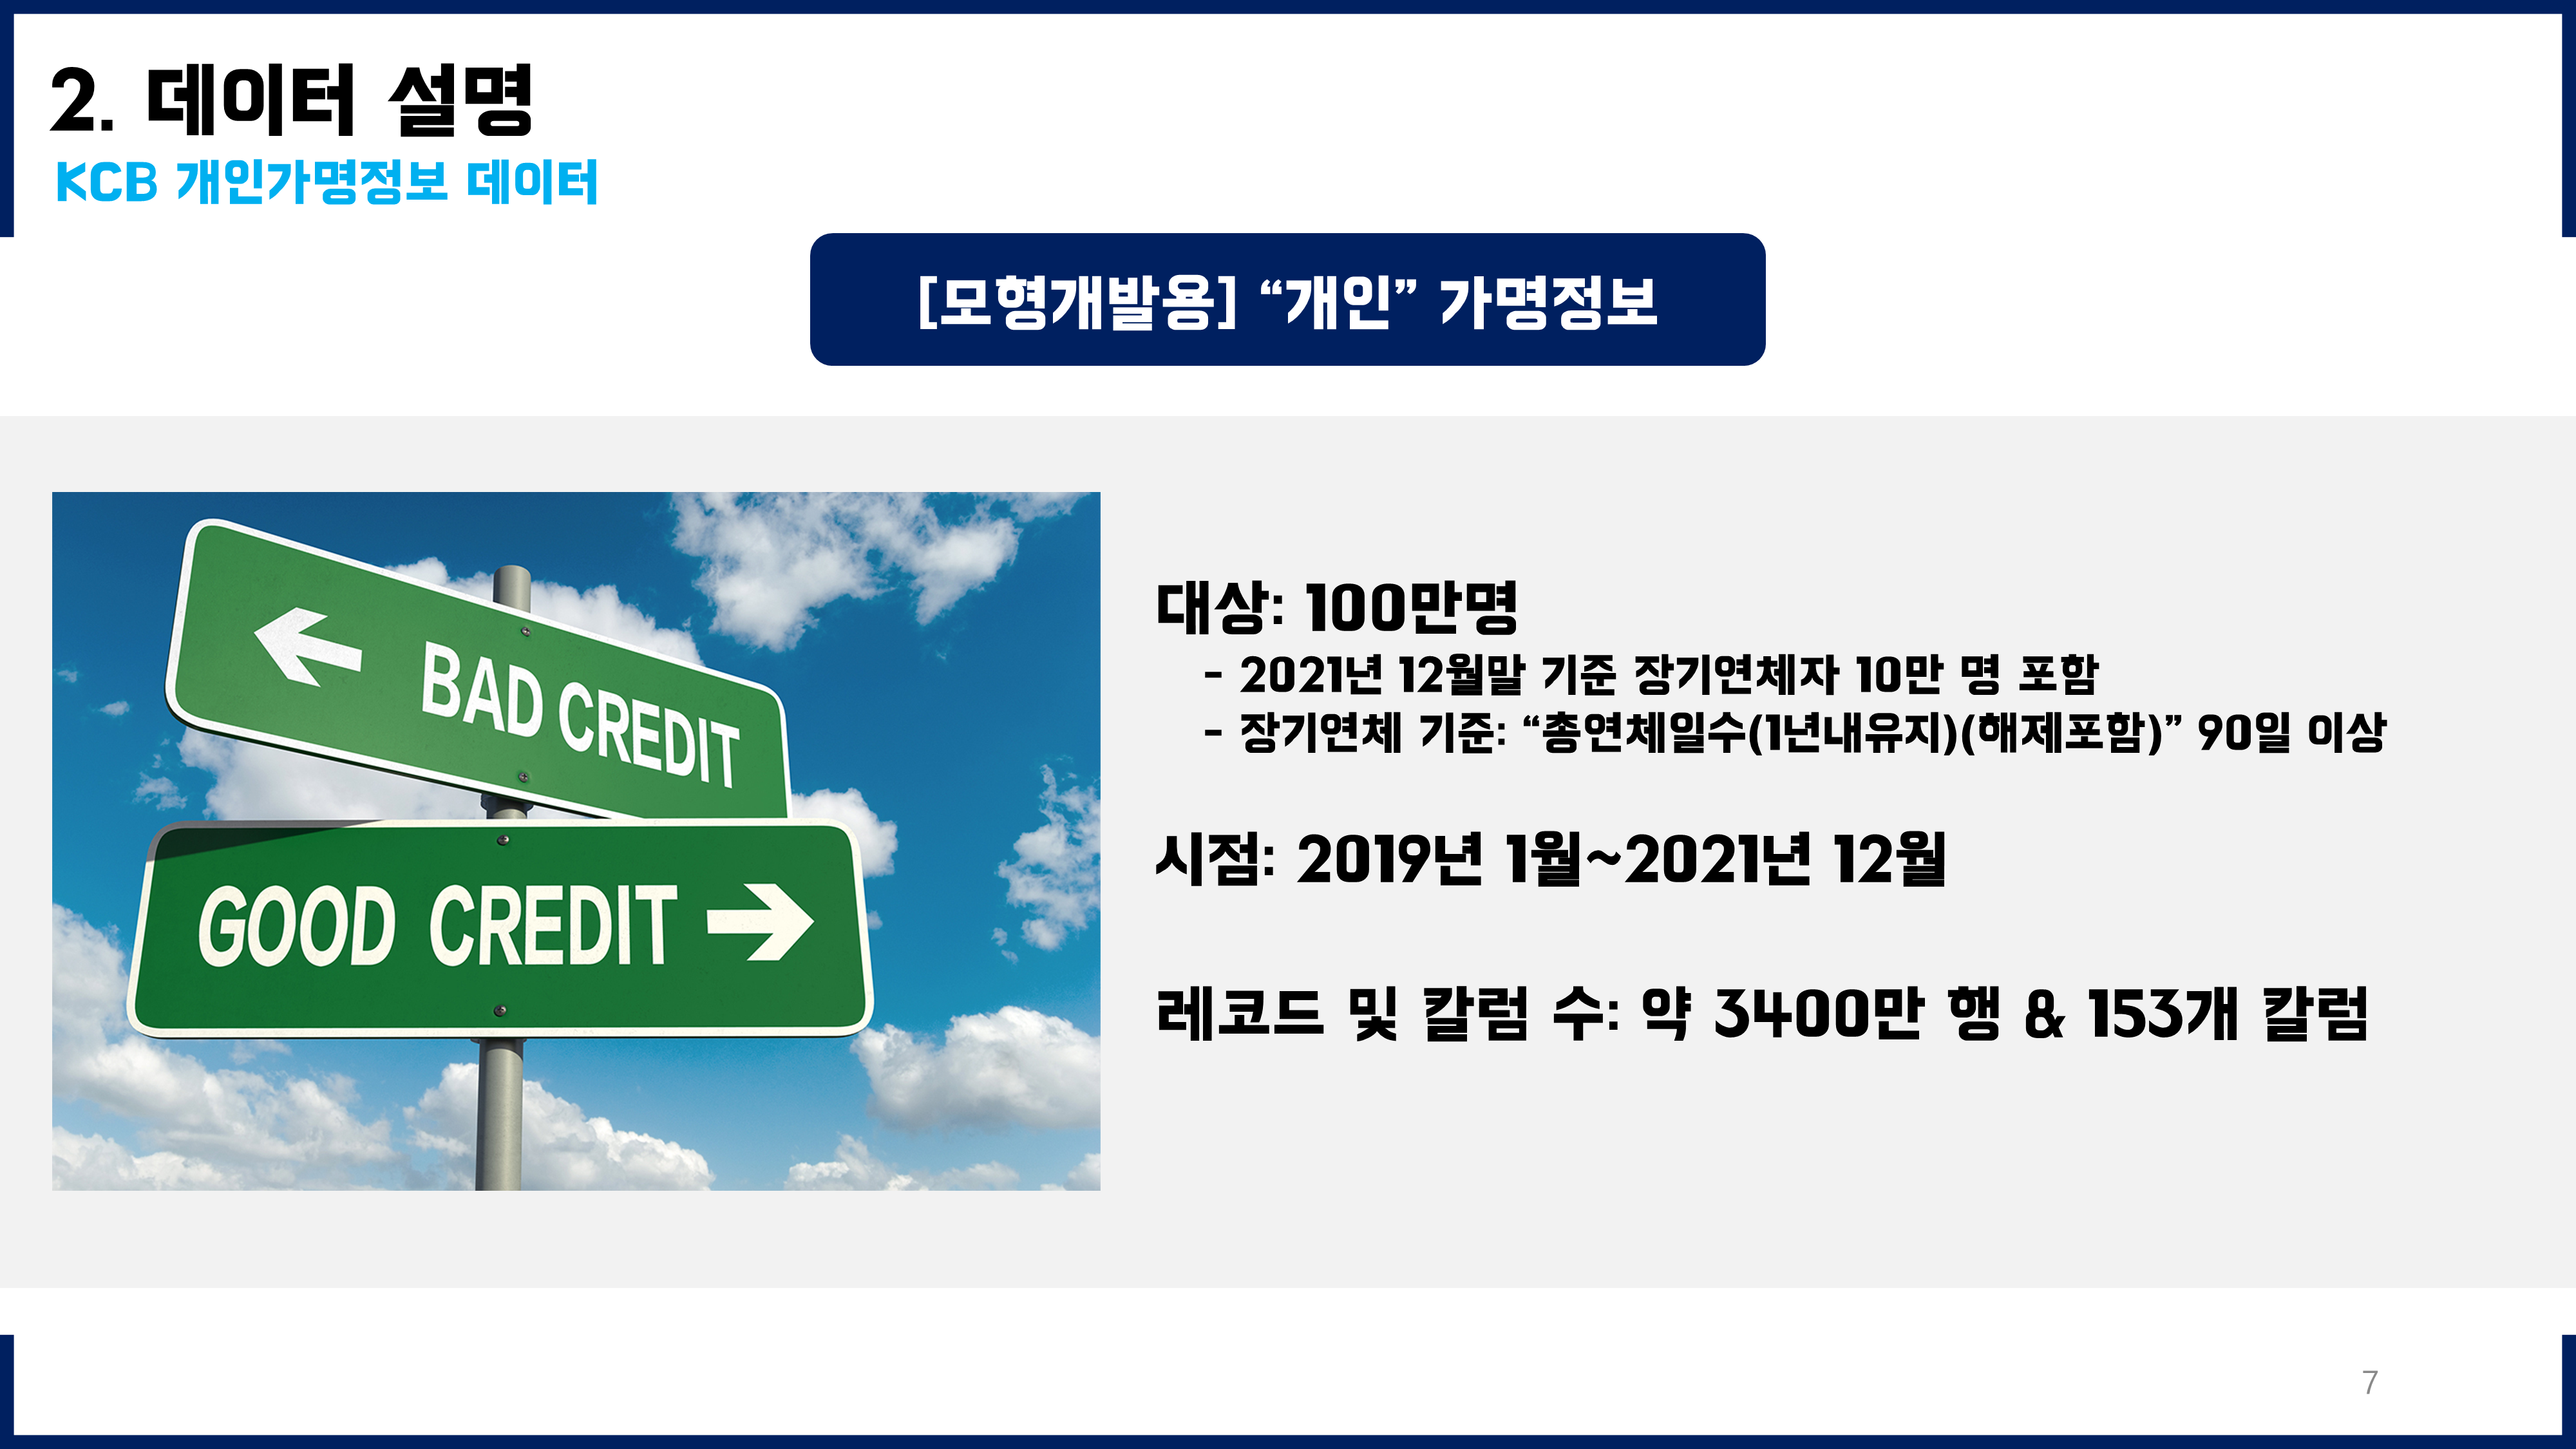 2. 데이터 설명
KCB 개인가명정보 데이터
[모형개발용] “개인” 가명정보
BAD CREDIT
GOOD CREDIT
대상: 100만명
- 2021년 12월말 기준 장기연체자 10만 명 포함
- 장기연체 기준: “총연체일수(1년내유지)(해제포함)” 90일 이상
시점: 2019년 1월~2021년 12월
레코드 및 칼럼 수: 약 3400만 행 & 153개 칼럼
7